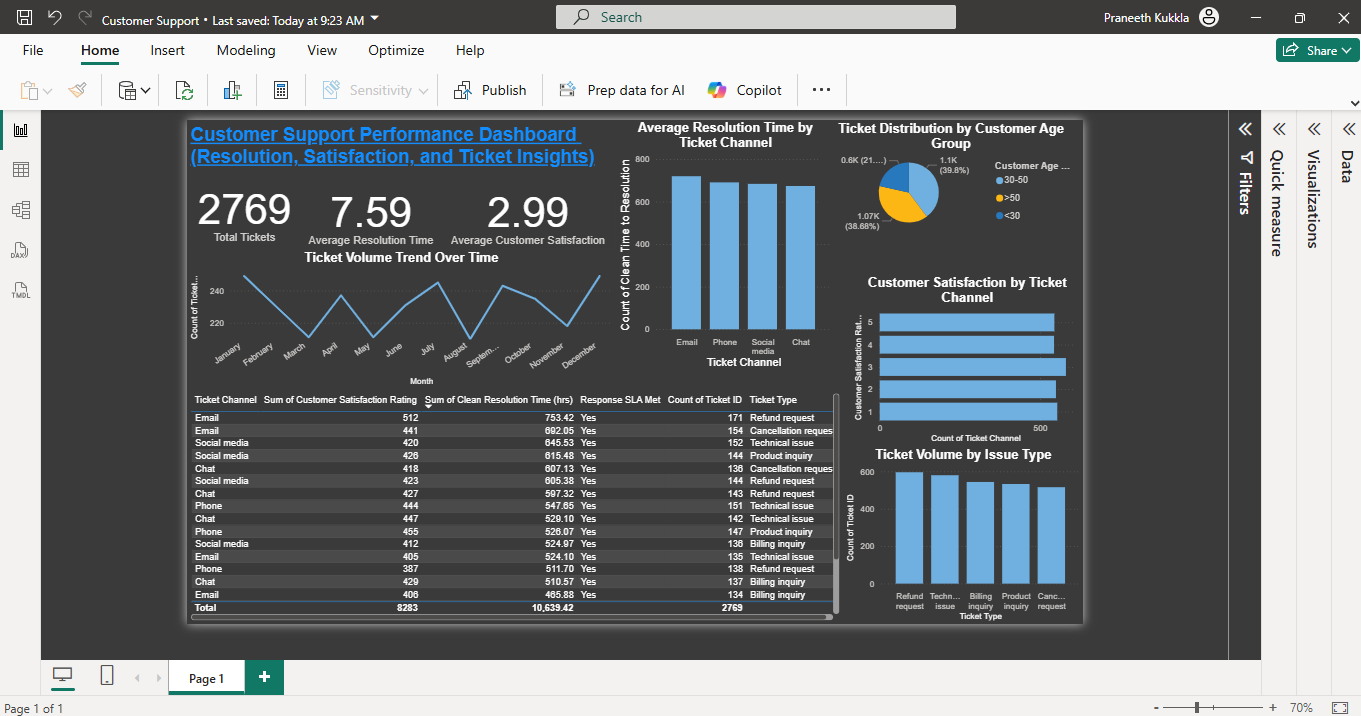 Customer Support • Last saved: Today at 9:23 AM
Search
Praneeth Kukkla
File Home Insert Modeling View Optimize Help
Share
Sensitivity
Publish
Prep data for AI
Copilot
DAX
TMDL
Customer Support Performance Dashboard
(Resolution, Satisfaction, and Ticket Insights)
2769
Total Tickets
7.59
Average Resolution Time
2.99
Average Customer Satisfaction
Ticket Volume Trend Over Time
Count of Ticket...
240
220
January February March April May June July August Septem... October November December
Month
Average Resolution Time by
Ticket Channel
Count of Clean Time to Resolution
800
600
400
200
0
Email Phone Social media Chat
Ticket Channel
Ticket Distribution by Customer Age
Group
0.6K (21....)
1.1K
(39.8%)
1.07K
(38.68%)
Customer Age ...
30-50
>50
<30
Customer Satisfaction by Ticket
Channel
Customer Satisfaction Rat...
5
4
3
2
1
0 500
Count of Ticket Channel
Ticket Channel Sum of Customer Satisfaction Rating Sum of Clean Resolution Time (hrs) Response SLA Met Count of Ticket ID Ticket Type
Email 512 753.42 Yes 171 Refund request
Email 441 692.05 Yes 154 Cancellation reques
Social media 420 645.53 Yes 152 Technical issue
Social media 426 615.48 Yes 144 Product inquiry
Chat 418 607.13 Yes 136 Cancellation reques
Social media 423 605.38 Yes 144 Refund request
Chat 427 597.32 Yes 143 Refund request
Phone 444 547.65 Yes 151 Technical issue
Chat 447 529.10 Yes 142 Technical issue
Phone 455 526.07 Yes 147 Product inquiry
Social media 412 524.97 Yes 136 Billing inquiry
Email 405 524.10 Yes 135 Technical issue
Phone 387 511.70 Yes 138 Refund request
Chat 429 510.57 Yes 137 Billing inquiry
Email 406 465.88 Yes 134 Billing inquiry
Total 8283 10,639.42 2769
Ticket Volume by Issue Type
Count of Ticket ID
600
400
200
0
Refund Techn... Billing Product Canc...
request issue inquiry inquiry request
Ticket Type
Filters
Quick measure
Visualizations
Data
Page 1
Page 1 of 1
- + 70%